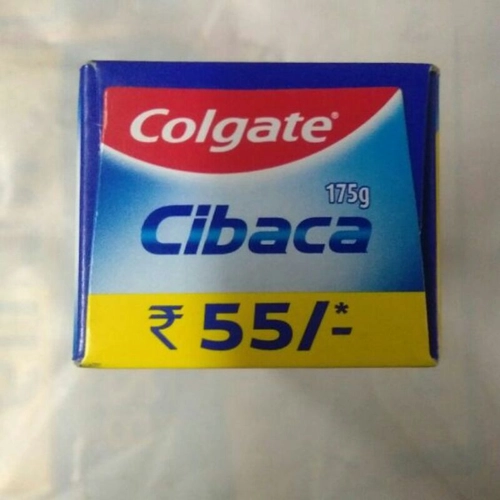 Colgate®
175g
Cibaca
₹ 55/-*